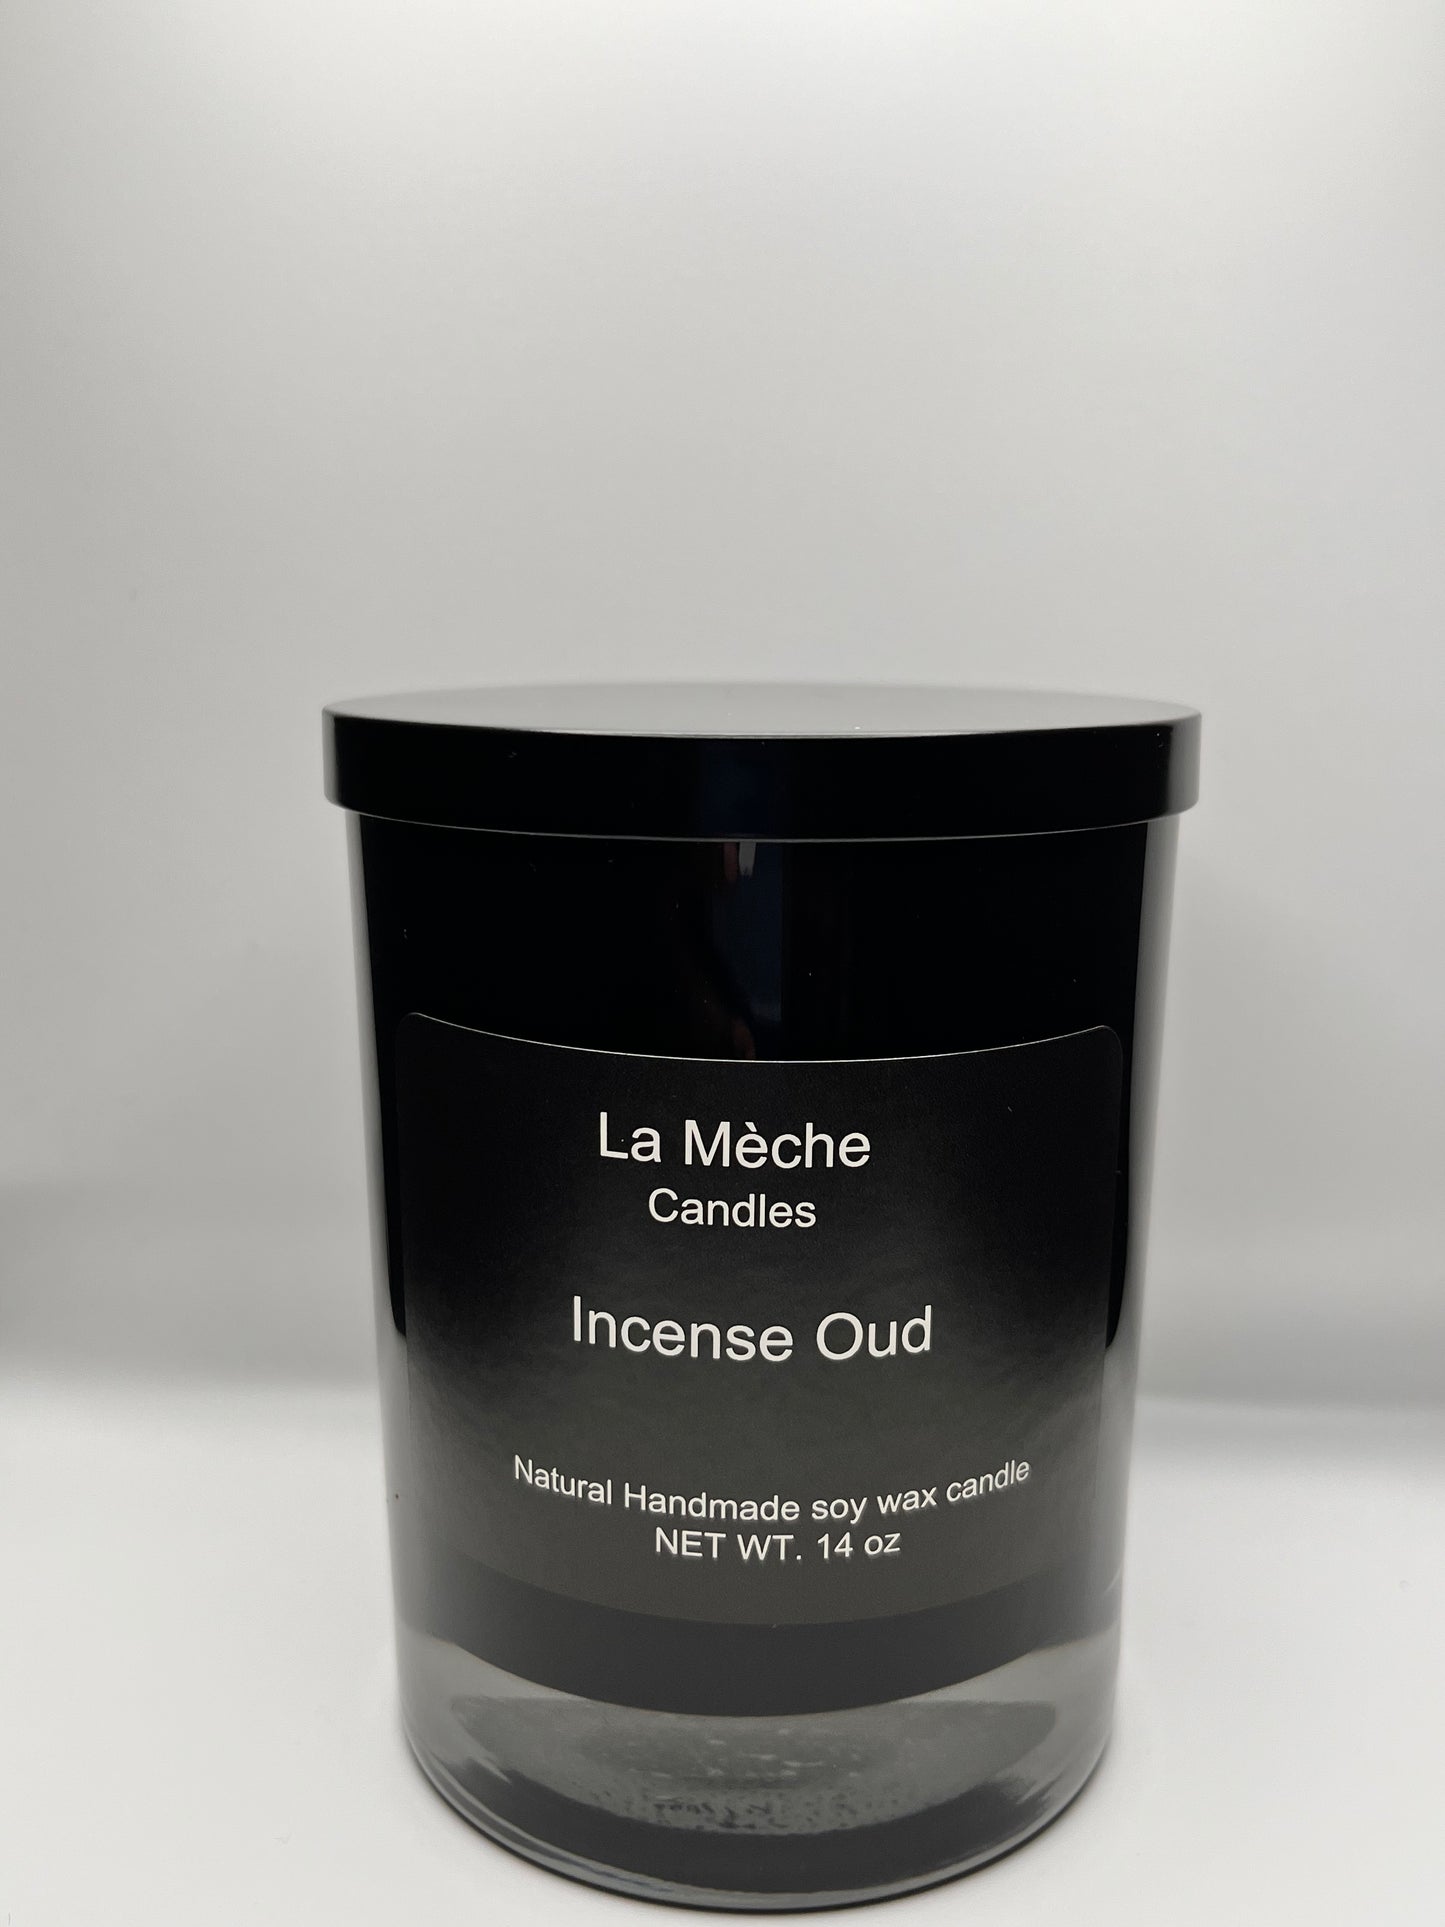 La Mèche
Candles
Incense Oud
Natural Handmade soy wax candle
NET WT. 14 oz